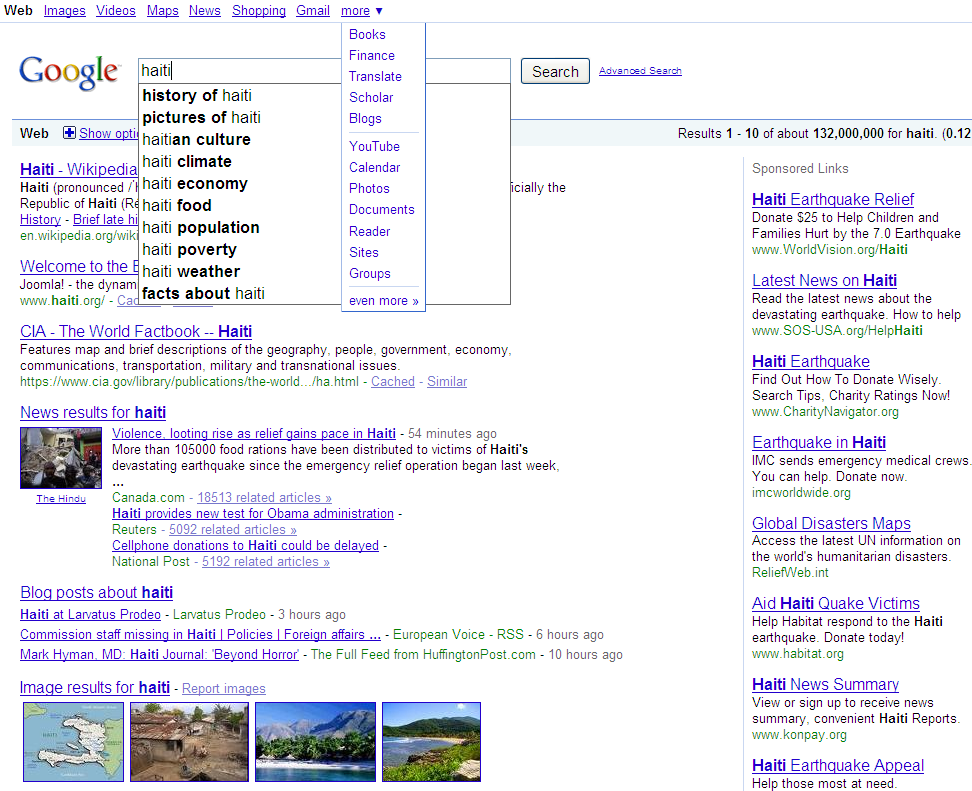 Web Images Videos Maps News Shopping Gmail more ▼
Books
Finance
Translate
Scholar
Blogs
YouTube
Calendar
Photos
Documents
Reader
Sites
Groups
even more »
Google haiti Search Advanced Search
history of haiti
pictures of haiti
haitian culture
haiti climate
haiti economy
haiti food
haiti population
haiti poverty
haiti weather
facts about haiti
Web Show Results 1 - 10 of about 132,000,000 for haiti. (0.12
Haiti - Wikipedia
Haiti (pronounced the
Republic of Haiti
History - Brief late
en.wikipedia.org/
Welcome to the
Joomla! - the
www.haiti.org/ -
CIA - The World Factbook -- Haiti
Features map and brief descriptions of the geography, people, government, economy,
communications, transportation, military and transnational issues.
https://www.cia.gov/library/publications/the-world.../ha.html - Cached - Similar
News results for haiti
The Hindu
Violence, looting rise as relief gains pace in Haiti - 54 minutes ago
More than 105000 food rations have been distributed to victims of Haiti's
devastating earthquake since the emergency relief operation began last week,
...
Canada.com - 18513 related articles »
Haiti provides new test for Obama administration -
Reuters - 5092 related articles »
Cellphone donations to Haiti could be delayed -
National Post - 5192 related articles »
Blog posts about haiti
Haiti at Larvatus Prodeo - Larvatus Prodeo - 3 hours ago
Commission staff missing in Haiti | Policies | Foreign affairs ... - European Voice - RSS - 6 hours ago
Mark Hyman, MD: Haiti Journal: 'Beyond Horror' - The Full Feed from HuffingtonPost.com - 10 hours ago
Image results for haiti - Report images
HAITI
Sponsored Links
Haiti Earthquake Relief
Donate $25 to Help Children and
Families Hurt by the 7.0 Earthquake
www.WorldVision.org/Haiti
Latest News on Haiti
Read the latest news about the
devastating earthquake. How to help
www.SOS-USA.org/HelpHaiti
Haiti Earthquake
Find Out How To Donate Wisely.
Search Tips, Charity Ratings Now!
www.CharityNavigator.org
Earthquake in Haiti
IMC sends emergency medical crews.
You can help. Donate now.
imcworldwide.org
Global Disasters Maps
Access the latest UN information on
the world's humanitarian disasters.
ReliefWeb.int
Aid Haiti Quake Victims
Help Habitat respond to the Haiti
earthquake. Donate today!
www.habitat.org
Haiti News Summary
View or sign up to receive news
summary, convenient Haiti Reports.
www.konpay.org
Haiti Earthquake Appeal
Help those most at need.